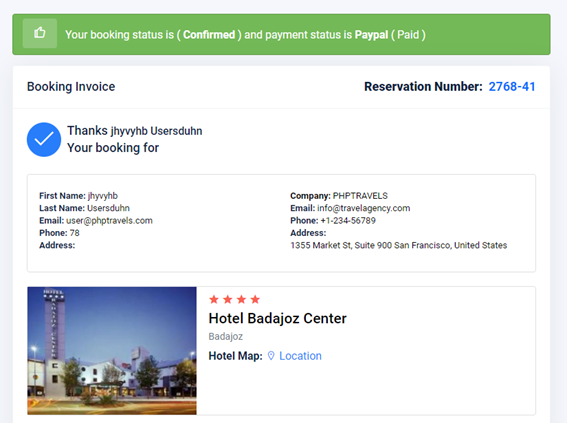 Your booking status is ( Confirmed ) and payment status is Paypal ( Paid )
Booking Invoice
Reservation Number: 2768-41
Thanks jhyvyhb Usersduhn
Your booking for
First Name: jhyvyhb
Last Name: Usersduhn
Email: user@phptravels.com
Phone: 78
Address:
Company: PHPTRAVELS
Email: info@travelagency.com
Phone: +1-234-56789
Address:
1355 Market St, Suite 900 San Francisco, United States
Hotel Badajoz Center
Badajoz
Hotel Map: Location